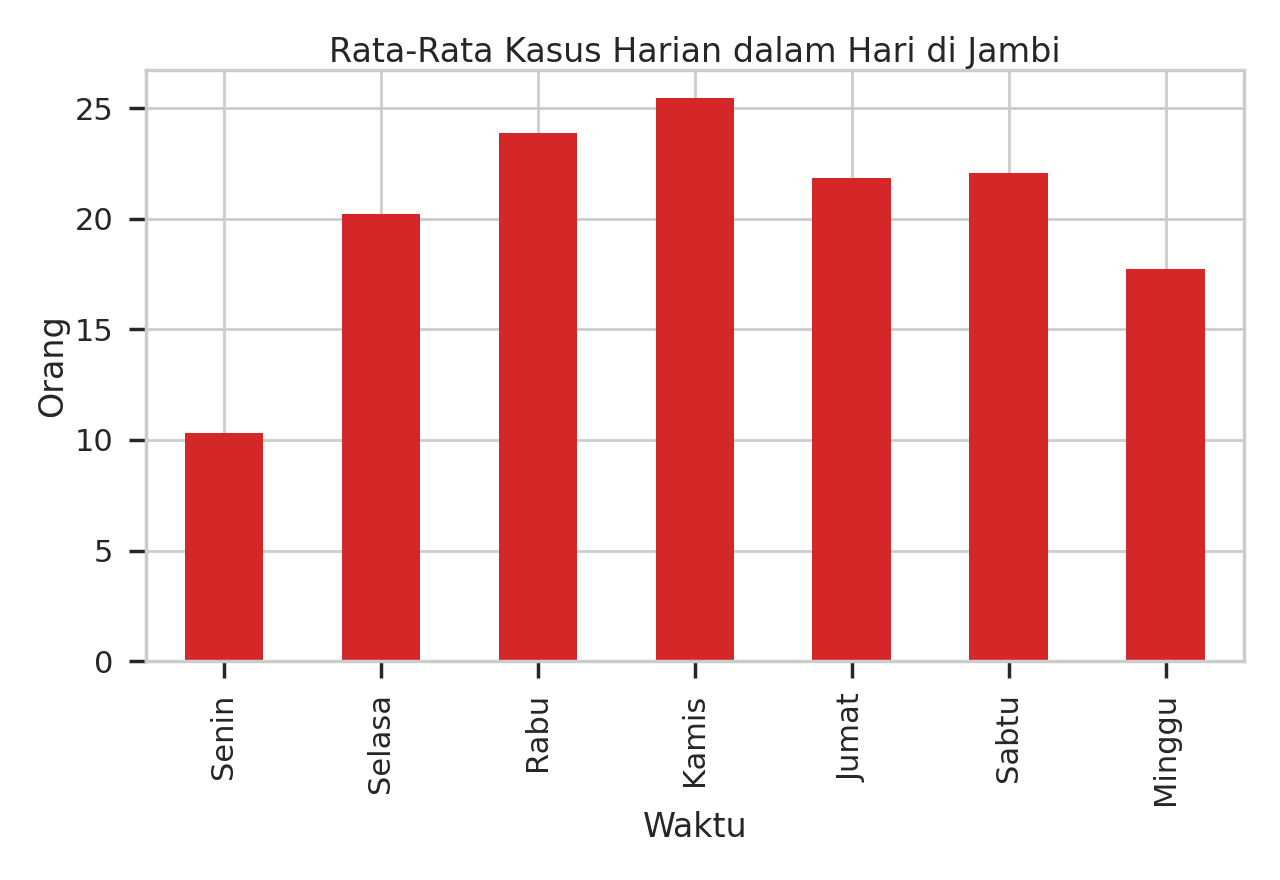 Rata-Rata Kasus Harian dalam Hari di Jambi
Orang
25
20
15
10
5
0
Senin
Selasa
Rabu
Kamis
Jumat
Sabtu
Minggu
Waktu